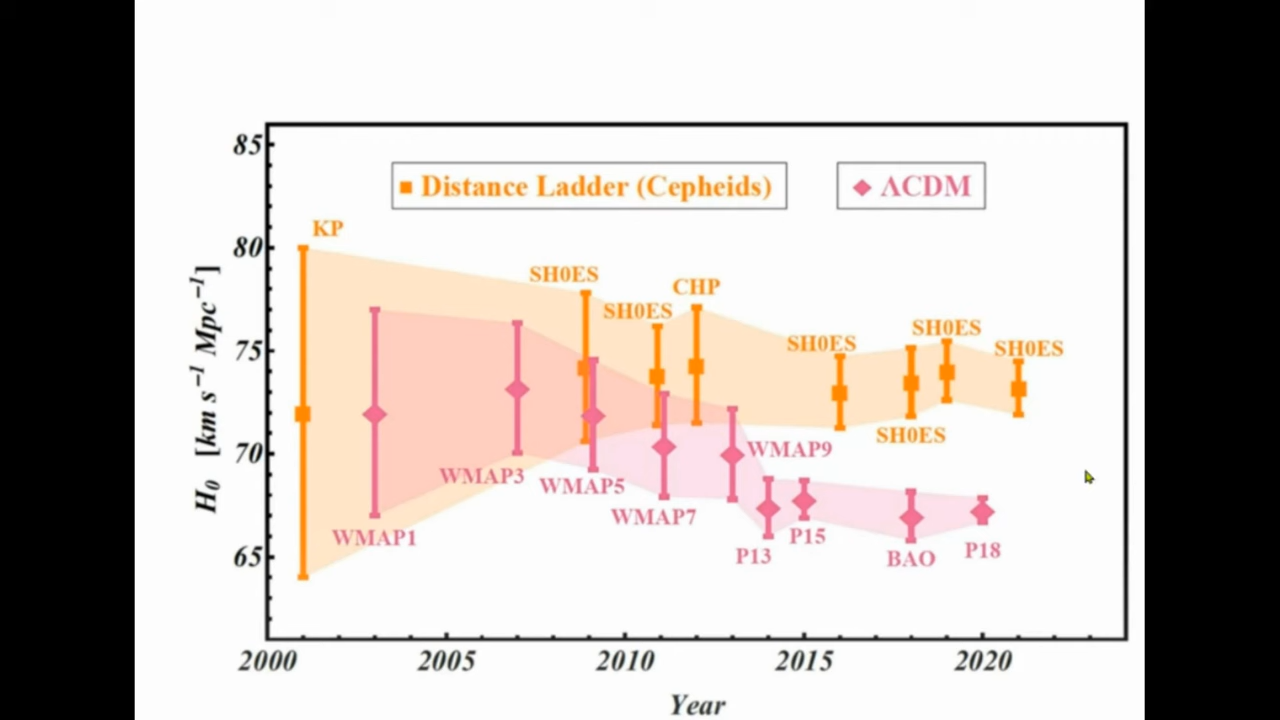 85
Distance Ladder (Cepheids)
ΛCDM
KP
80
SH0ES
CHP
SH0ES
SH0ES
SH0ES
SH0ES
75
H₀ [km s⁻¹ Mpc⁻¹]
SH0ES
70
WMAP9
WMAP3
WMAP5
WMAP7
WMAP1
P15
P13
BAO
P18
65
2000 2005 2010 2015 2020
Year